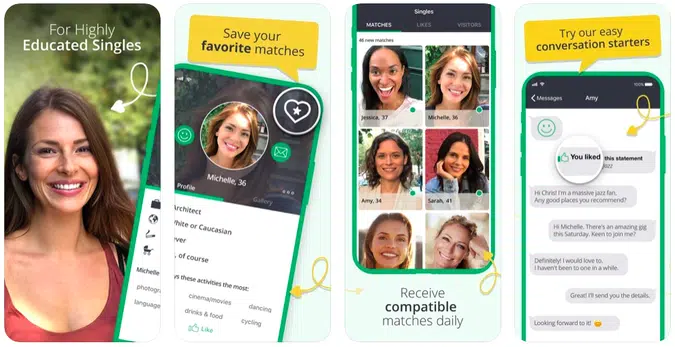 For Highly
Educated Singles
Michelle
photogr
language
Save your
favorite matches
Michelle, 36
Profile
Gallery
Architect
White or Caucasian
ever
, of course
ys these activities the most:
cinema/movies
dancing
drinks & food
cycling
Like
Singles
MATCHES
LIKES
VISITORS
46 new matches
Jessica, 37
Michelle, 36
Amy, 34
Sarah, 41
Receive
compatible
matches daily
Try our easy
conversation starters
100%
Messages
Amy
You liked this statement
Hi Chris! I'm a massive jazz fan.
Any good places you recommend?
Hi Michelle. There's an amazing gig
this Saturday. Keen to join me?
Definitely! I would love to.
I haven't been to one in a while.
Great! I'll send you the details.
Looking forward to it!